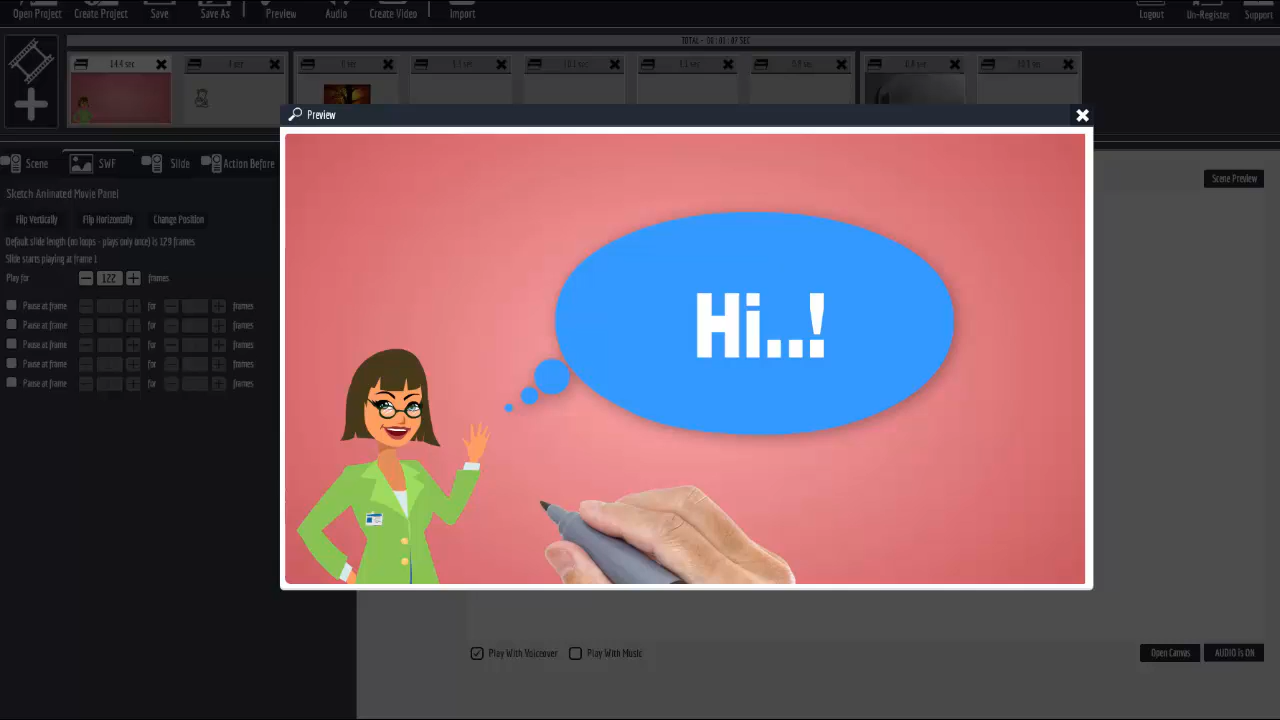 Open Project Create Project Save Save As Preview Audio Create Video Import Logout Un-Register Support
14.4 sec
Preview
Scene SWF Slide Action Before
Scene Preview
Sketch Animated Movie Panel
Flip Vertically Flip Horizontally Change Position
Default slide length (no loops - plays only once) is 129 frames
Slide starts playing at frame 1
Play for 122 frames
Pause at frame for frames
Pause at frame for frames
Pause at frame for frames
Pause at frame for frames
Pause at frame for frames
Hi..!
Play With Voiceover Play With Music Open Canvas AUDIO is ON